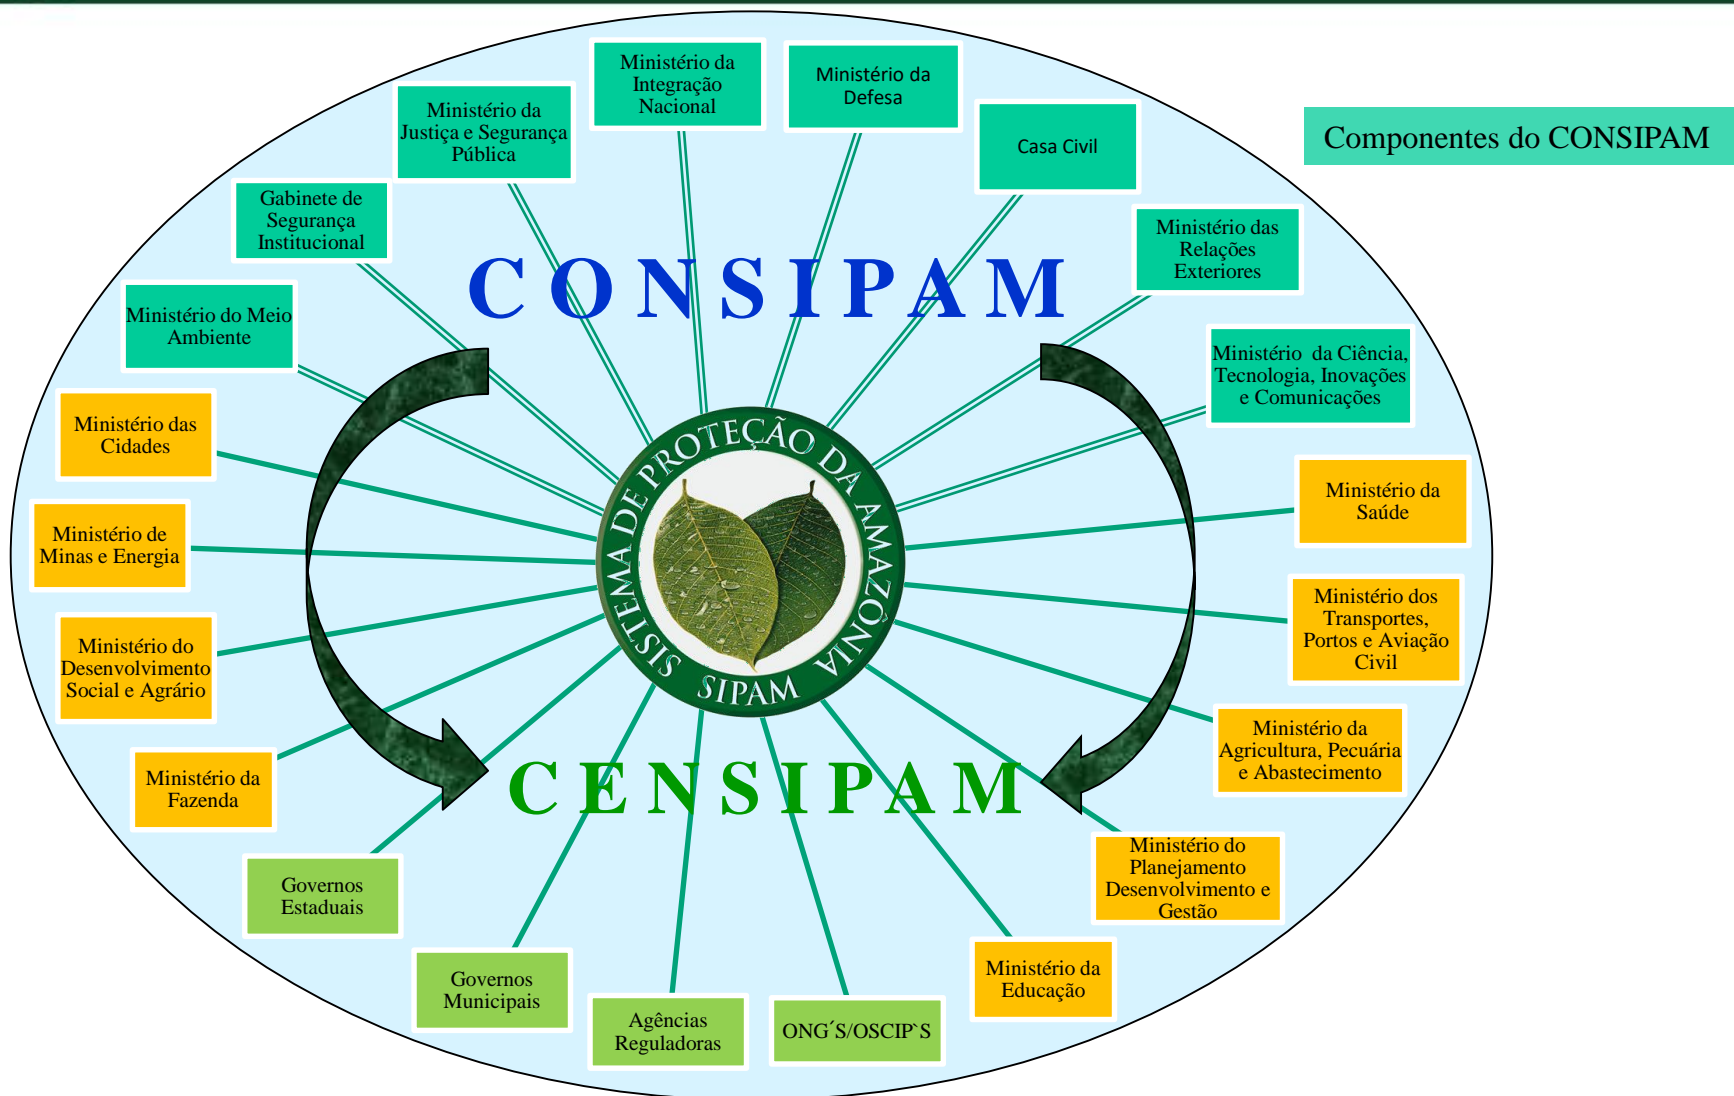 Ministério da
Integração
Nacional
Ministério da
Defesa
Ministério da
Justiça e Segurança
Pública
Casa Civil
Componentes do CONSIPAM
Gabinete de
Segurança
Institucional
Ministério das
Relações
Exteriores
CONSIPAM
Ministério do Meio
Ambiente
Ministério  da Ciência,
Tecnologia, Inovações
e Comunicações
Ministério das
Cidades
SISTEMA DE PROTEÇÃO DA AMAZÔNIA
SIPAM
Ministério da
Saúde
Ministério de
Minas e Energia
Ministério dos
Transportes,
Portos e Aviação
Civil
Ministério do
Desenvolvimento
Social e Agrário
Ministério da
Agricultura, Pecuária
e Abastecimento
Ministério da
Fazenda
CENSIPAM
Ministério do
Planejamento
Desenvolvimento e
Gestão
Governos
Estaduais
Governos
Municipais
Ministério da
Educação
Agências
Reguladoras
ONG´S/OSCIP`S